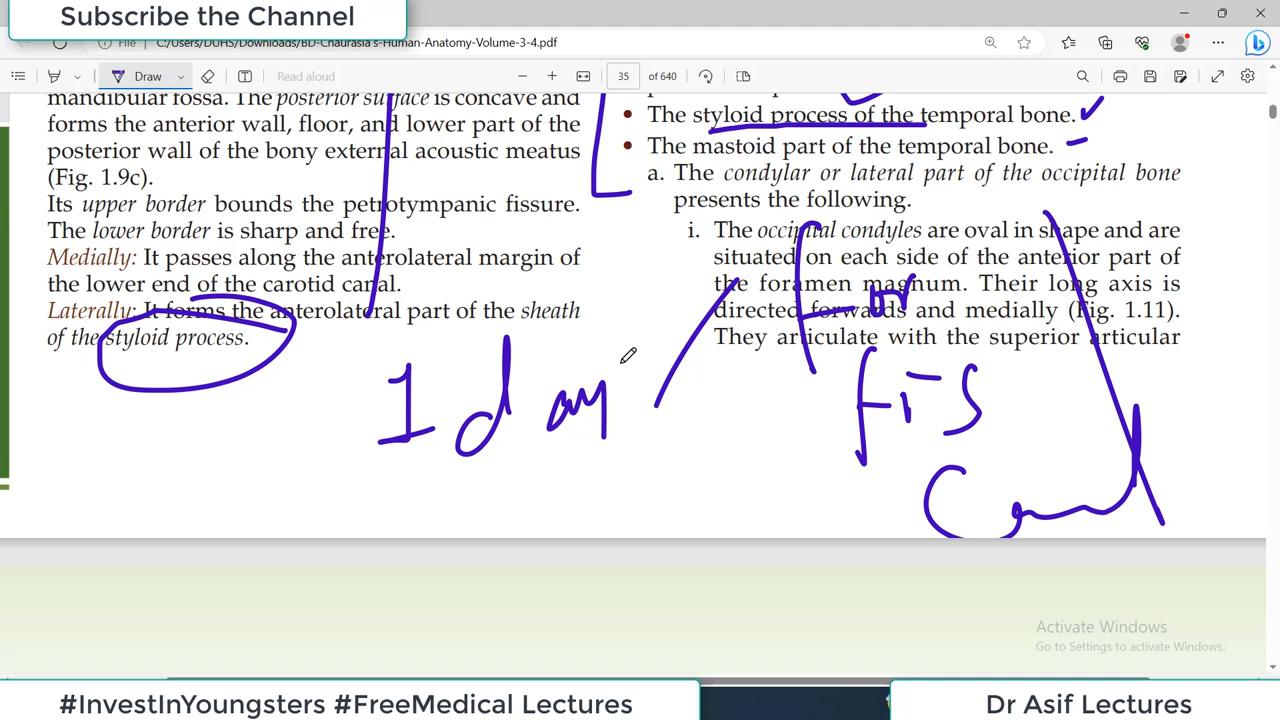 Subscribe the Channel
File
C:/Users/DUHS/Downloads/BD-Chaurasia's-Human-Anatomy-Volume-3-4.pdf
Draw
Read aloud
35 of 640
mandibular fossa. The posterior surface is concave and
forms the anterior wall, floor, and lower part of the
posterior wall of the bony external acoustic meatus
(Fig. 1.9c).
Its upper border bounds the petrotympanic fissure.
The lower border is sharp and free.
Medially: It passes along the anterolateral margin of
the lower end of the carotid canal.
Laterally: It forms the anterolateral part of the sheath
of the styloid process.
• The styloid process of the temporal bone.
• The mastoid part of the temporal bone.
a. The condylar or lateral part of the occipital bone
presents the following.
i. The occipital condyles are oval in shape and are
situated on each side of the anterior part of
the foramen magnum. Their long axis is
directed forwards and medially (Fig. 1.11).
They articulate with the superior articular
1 day
For
Fis
Canal
Activate Windows
Go to Settings to activate Windows.
#InvestInYoungsters #FreeMedical Lectures
Dr Asif Lectures